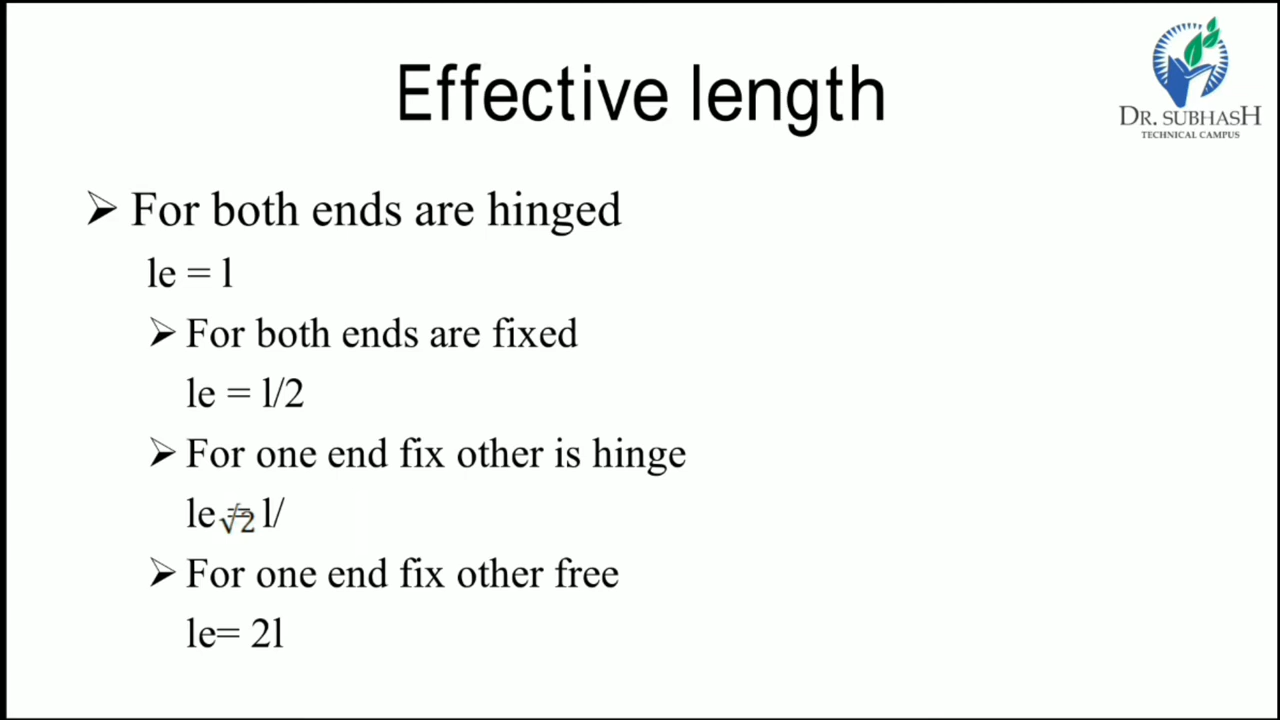 Effective length
DR. SUBHASH
TECHNICAL CAMPUS
➢ For both ends are hinged
le = l
➢ For both ends are fixed
le = l/2
➢ For one end fix other is hinge
le = l/
√2
➢ For one end fix other free
le= 2l